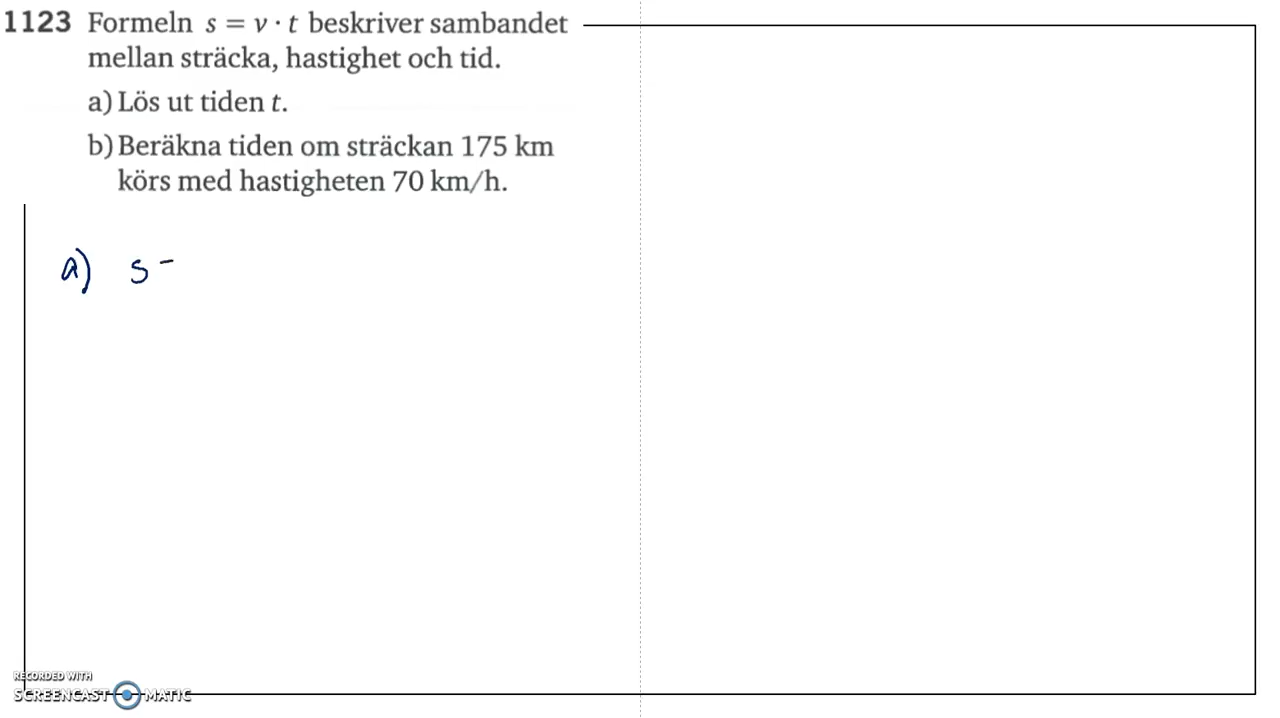 1123 Formeln s = v · t beskriver sambandet
mellan sträcka, hastighet och tid.
a) Lös ut tiden t.
b) Beräkna tiden om sträckan 175 km
körs med hastigheten 70 km/h.
a) s -
RECORDED WITH
SCREENCAST MATIC